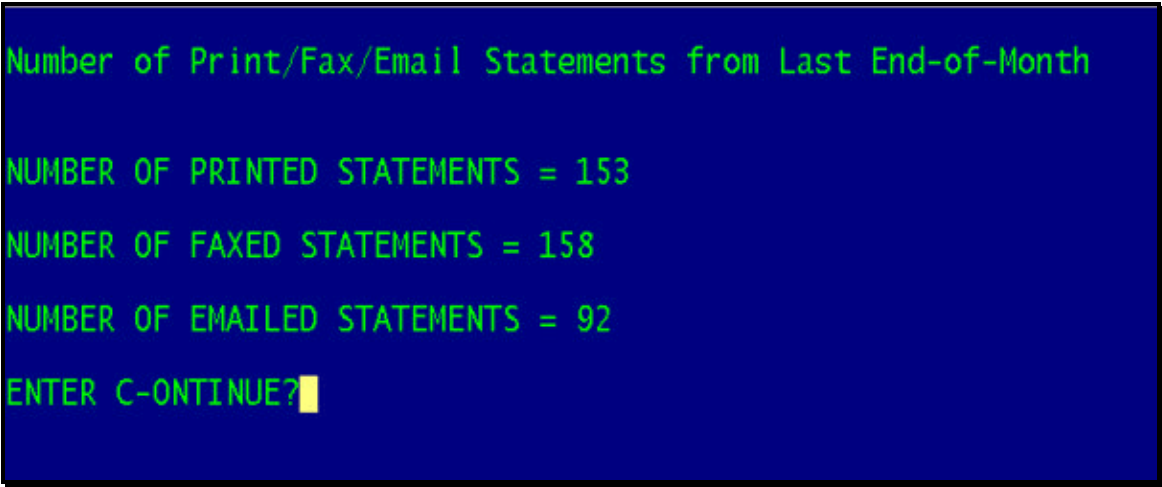 Number of Print/Fax/Email Statements from Last End-of-Month
NUMBER OF PRINTED STATEMENTS = 153
NUMBER OF FAXED STATEMENTS = 158
NUMBER OF EMAILED STATEMENTS = 92
ENTER C-ONTINUE?